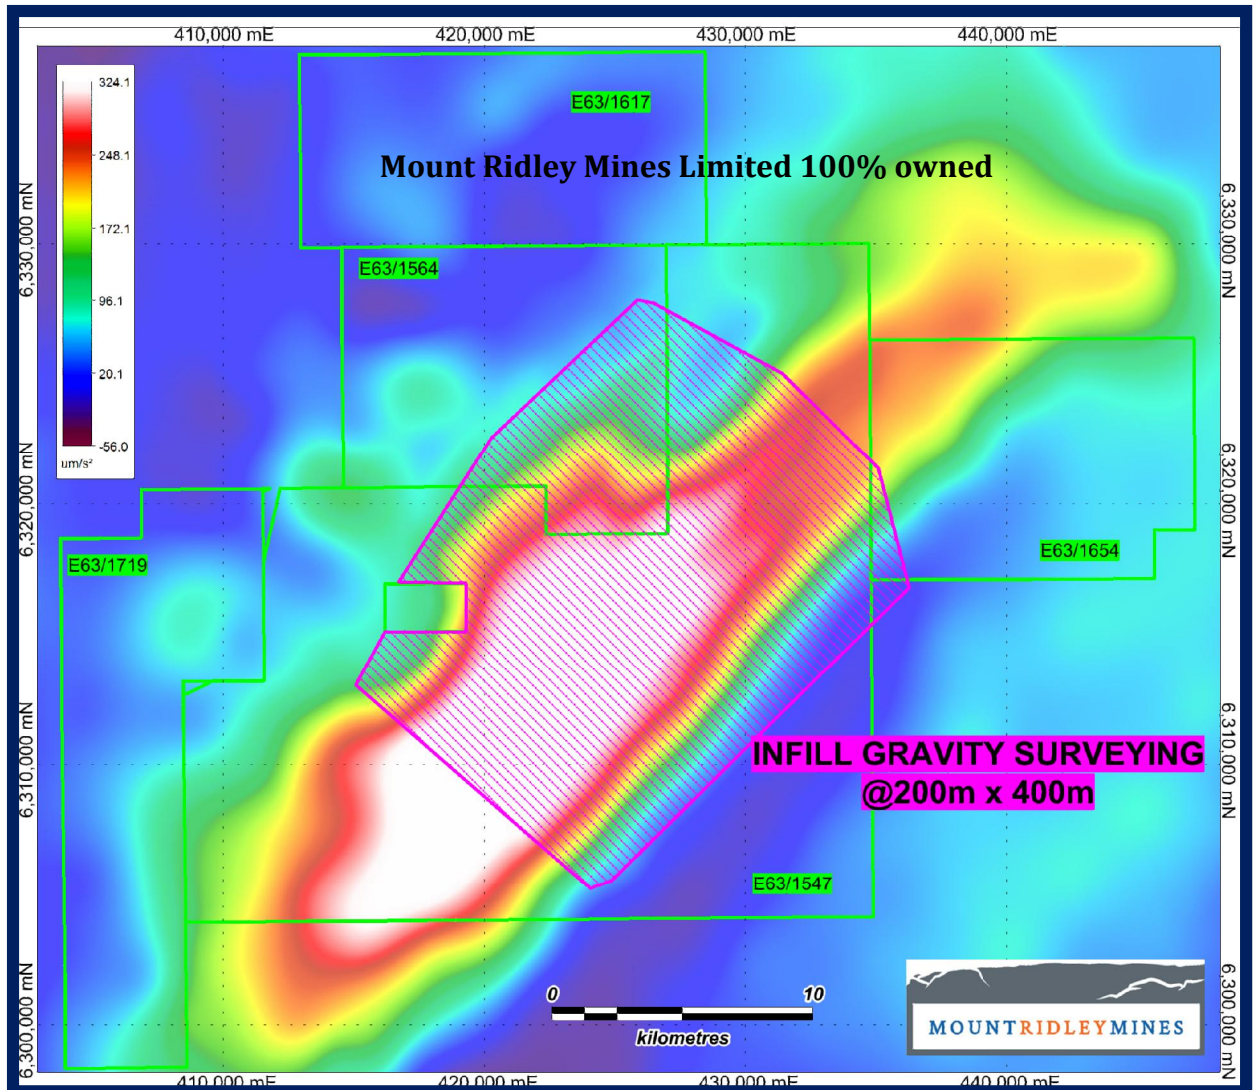 410,000 mE
420,000 mE
430,000 mE
440,000 mE
324.1
248.1
172.1
96.1
20.1
-56.0
um/s²
E63/1617
Mount Ridley Mines Limited 100% owned
6,330,000 mN
6,330,000 mN
E63/1564
6,320,000 mN
6,320,000 mN
E63/1719
E63/1654
6,310,000 mN
6,310,000 mN
INFILL GRAVITY SURVEYING
@200m x 400m
E63/1547
6,300,000 mN
6,300,000 mN
0
10
kilometres
MOUNTRIDLEYMINES
410,000 mE
420,000 mE
430,000 mE
440,000 mE